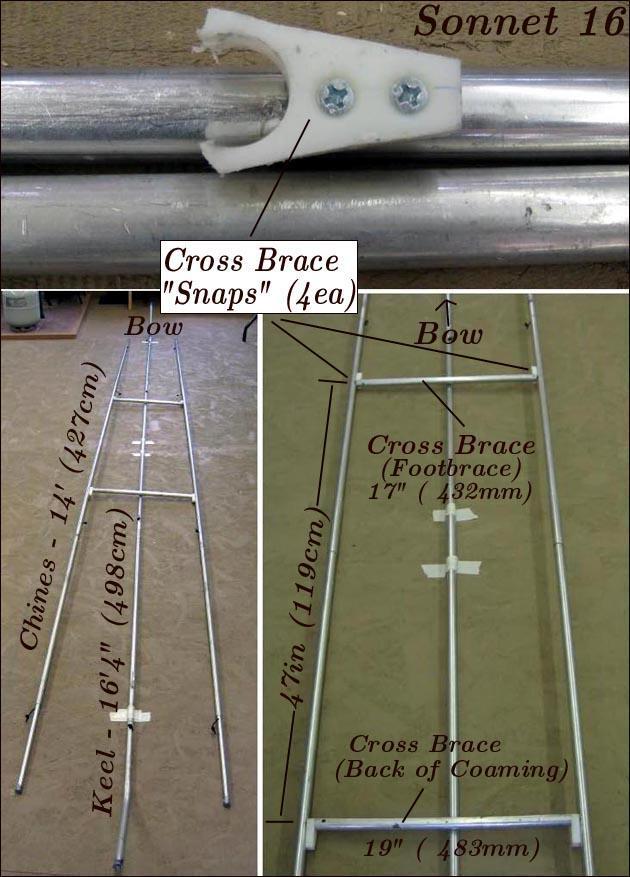 Sonnet 16
Cross Brace
"Snaps" (4ea)
Bow
Chines - 14' (427cm)
Keel - 16'4" (498cm)
Bow
Cross Brace
(Footbrace)
17" ( 432mm)
47in (119cm)
Cross Brace
(Back of Coaming)
19" ( 483mm)